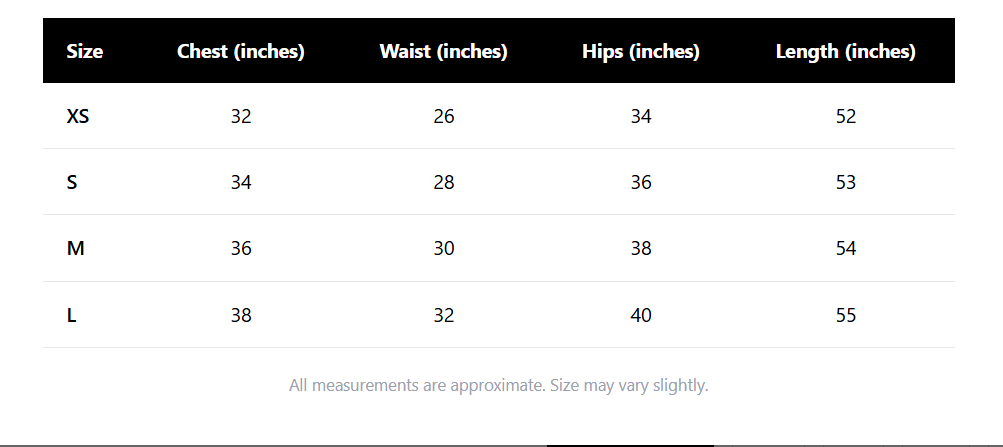 Size Chest (inches) Waist (inches) Hips (inches) Length (inches)
XS 32 26 34 52
S 34 28 36 53
M 36 30 38 54
L 38 32 40 55
All measurements are approximate. Size may vary slightly.